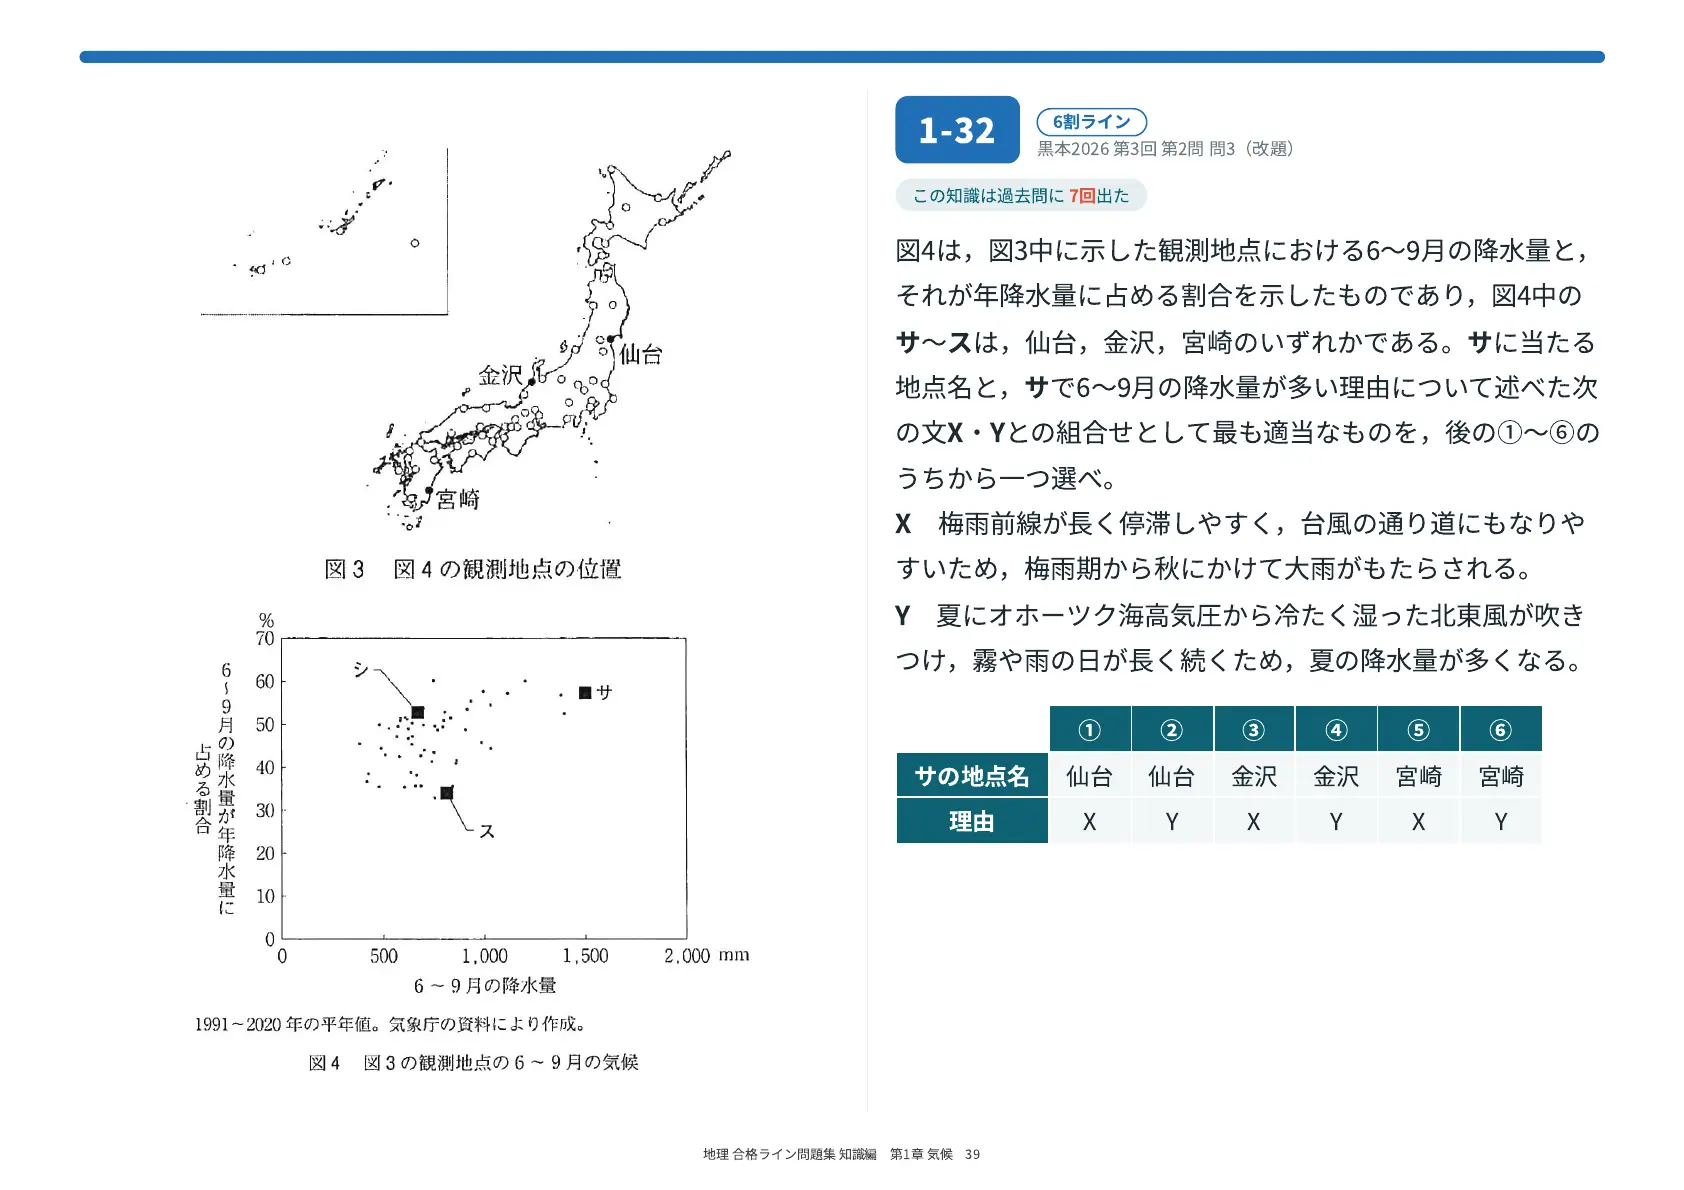 仙台
金沢
宮崎
図3 図4の観測地点の位置
%
70
60
50
40
30
20
10
0
6～9月の降水量が年降水量に
占める割合
シ
サ
ス
0 500 1,000 1,500 2,000 mm
6～9月の降水量
1991～2020年の平年値。気象庁の資料により作成。
図4 図3の観測地点の6～9月の気候
1-32
6割ライン
黒本2026 第3回 第2問 問3（改題）
この知識は過去問に 7回出た
図4は，図3中に示した観測地点における6～9月の降水量と，
それが年降水量に占める割合を示したものであり，図4中の
サ～スは，仙台，金沢，宮崎のいずれかである。サに当たる
地点名と，サで6～9月の降水量が多い理由について述べた次
の文X・Yとの組合せとして最も適当なものを，後の①～⑥の
うちから一つ選べ。
X 梅雨前線が長く停滞しやすく，台風の通り道にもなりや
すいため，梅雨期から秋にかけて大雨がもたらされる。
Y 夏にオホーツク海高気圧から冷たく湿った北東風が吹き
つけ，霧や雨の日が長く続くため，夏の降水量が多くなる。
① ② ③ ④ ⑤ ⑥
サの地点名 仙台 仙台 金沢 金沢 宮崎 宮崎
理由 X Y X Y X Y
地理 合格ライン問題集 知識編 第1章 気候 39